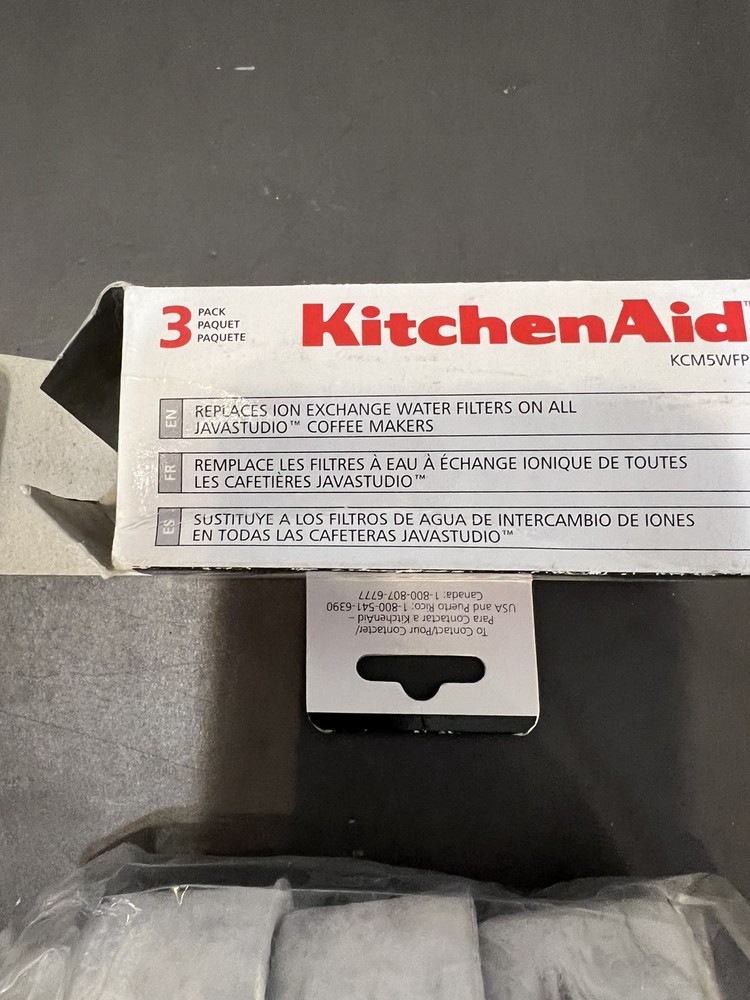 3 PACK
PAQUET
PAQUETE
KitchenAid™
KCM5WFP
EN REPLACES ION EXCHANGE WATER FILTERS ON ALL
JAVASTUDIO™ COFFEE MAKERS
FR REMPLACE LES FILTRES À EAU À ÉCHANGE IONIQUE DE TOUTES
LES CAFETIÈRES JAVASTUDIO™
ES SUSTITUYE A LOS FILTROS DE AGUA DE INTERCAMBIO DE IONES
EN TODAS LAS CAFETERAS JAVASTUDIO™
To Contact/Pour Contacter/
Para Contactar a KitchenAid –
USA and Puerto Rico: 1-800-541-6390
Canada: 1-800-807-6777